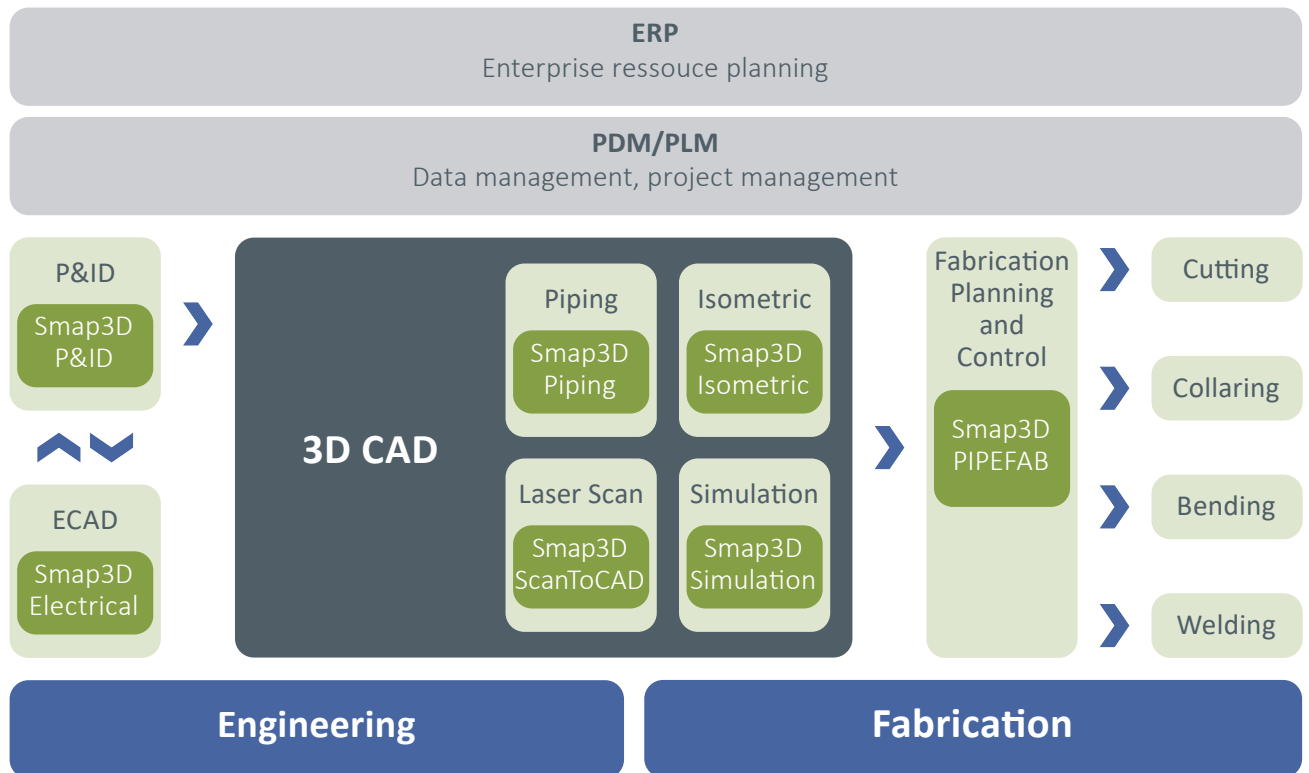 ERP
Enterprise ressouce planning
PDM/PLM
Data management, project management
P&ID
Smap3D
P&ID
ECAD
Smap3D
Electrical
3D CAD
Piping
Smap3D
Piping
Isometric
Smap3D
Isometric
Laser Scan
Smap3D
ScanToCAD
Simulation
Smap3D
Simulation
Fabrication
Planning
and
Control
Smap3D
PIPEFAB
Cutting
Collaring
Bending
Welding
Engineering
Fabrication